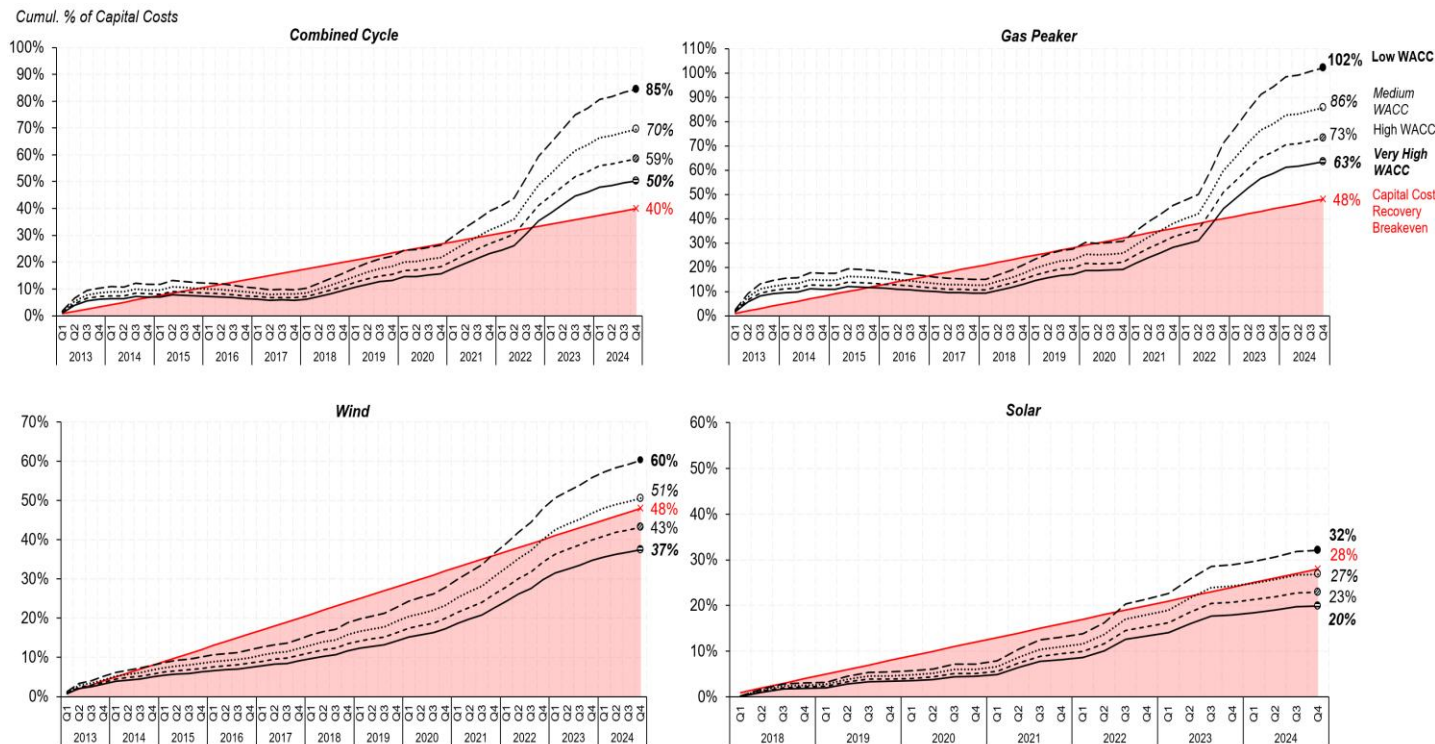 Cumul. % of Capital Costs
Combined Cycle
100%
90%
80%
70%
60%
50%
40%
30%
20%
10%
0%
85%
70%
59%
50%
40%
Q1 Q2 Q3 Q4 Q1 Q2 Q3 Q4 Q1 Q2 Q3 Q4 Q1 Q2 Q3 Q4 Q1 Q2 Q3 Q4 Q1 Q2 Q3 Q4 Q1 Q2 Q3 Q4 Q1 Q2 Q3 Q4 Q1 Q2 Q3 Q4 Q1 Q2 Q3 Q4 Q1 Q2 Q3 Q4 Q1 Q2 Q3 Q4
2013 2014 2015 2016 2017 2018 2019 2020 2021 2022 2023 2024
Gas Peaker
110%
100%
90%
80%
70%
60%
50%
40%
30%
20%
10%
0%
102% Low WACC
86% Medium
WACC
73% High WACC
63% Very High
WACC
48% Capital Cost
Recovery
Breakeven
Q1 Q2 Q3 Q4 Q1 Q2 Q3 Q4 Q1 Q2 Q3 Q4 Q1 Q2 Q3 Q4 Q1 Q2 Q3 Q4 Q1 Q2 Q3 Q4 Q1 Q2 Q3 Q4 Q1 Q2 Q3 Q4 Q1 Q2 Q3 Q4 Q1 Q2 Q3 Q4 Q1 Q2 Q3 Q4 Q1 Q2 Q3 Q4
2013 2014 2015 2016 2017 2018 2019 2020 2021 2022 2023 2024
Wind
70%
60%
50%
40%
30%
20%
10%
0%
60%
51%
48%
43%
37%
Q1 Q2 Q3 Q4 Q1 Q2 Q3 Q4 Q1 Q2 Q3 Q4 Q1 Q2 Q3 Q4 Q1 Q2 Q3 Q4 Q1 Q2 Q3 Q4 Q1 Q2 Q3 Q4 Q1 Q2 Q3 Q4 Q1 Q2 Q3 Q4 Q1 Q2 Q3 Q4 Q1 Q2 Q3 Q4 Q1 Q2 Q3 Q4
2013 2014 2015 2016 2017 2018 2019 2020 2021 2022 2023 2024
Solar
60%
50%
40%
30%
20%
10%
0%
32%
28%
27%
23%
20%
Q1 Q2 Q3 Q4 Q1 Q2 Q3 Q4 Q1 Q2 Q3 Q4 Q1 Q2 Q3 Q4 Q1 Q2 Q3 Q4 Q1 Q2 Q3 Q4 Q1 Q2 Q3 Q4
2018 2019 2020 2021 2022 2023 2024